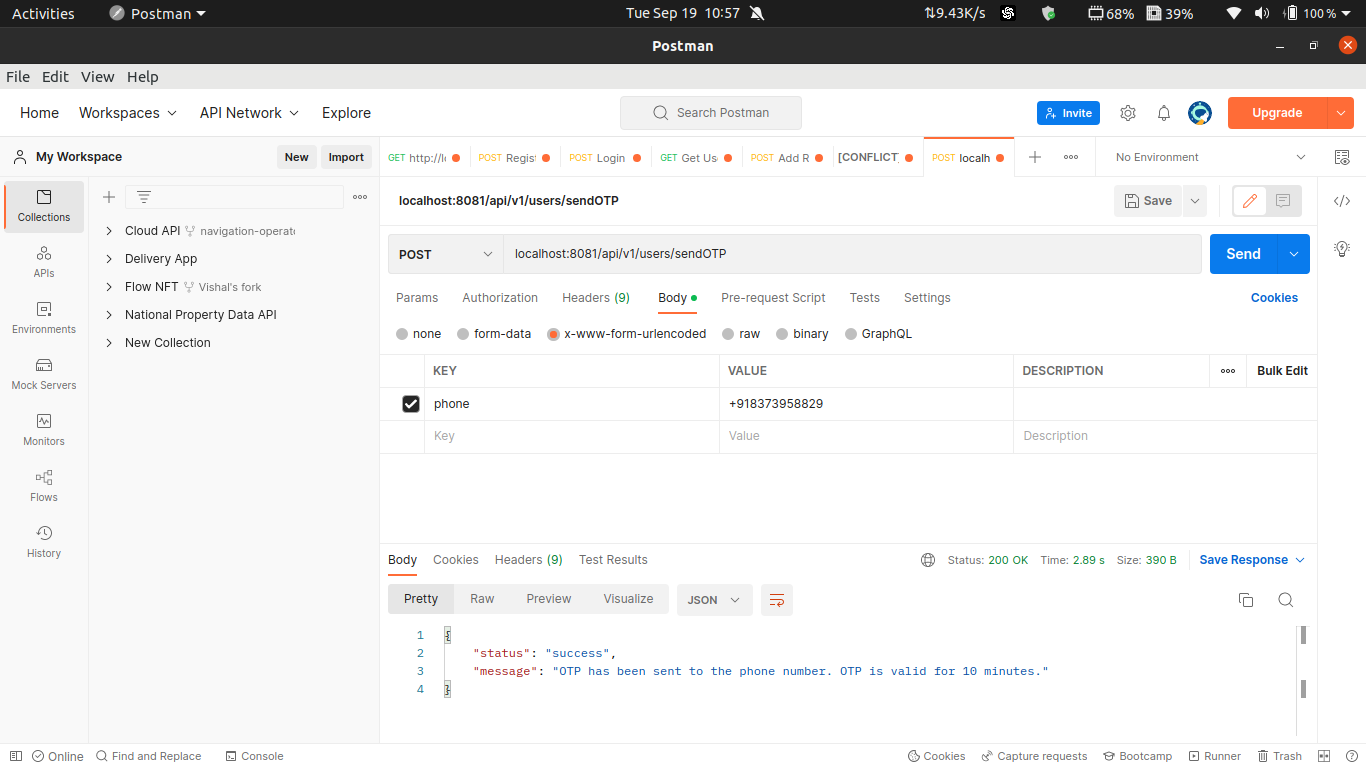 Activities Postman Tue Sep 19 10:57 9.43K/s 68% 39% 100 %
Postman
File Edit View Help
Home Workspaces API Network Explore Search Postman Invite Upgrade
My Workspace New Import GET http://l POST Regist POST Login GET Get Us POST Add R [CONFLICT] POST localh No Environment
localhost:8081/api/v1/users/sendOTP Save
Collections
APIs
Environments
Mock Servers
Monitors
Flows
History
Cloud API navigation-operato
Delivery App
Flow NFT Vishal's fork
National Property Data API
New Collection
POST localhost:8081/api/v1/users/sendOTP Send
Params Authorization Headers (9) Body Pre-request Script Tests Settings Cookies
none form-data x-www-form-urlencoded raw binary GraphQL
KEY VALUE DESCRIPTION Bulk Edit
phone +918373958829
Key Value Description
Body Cookies Headers (9) Test Results Status: 200 OK Time: 2.89 s Size: 390 B Save Response
Pretty Raw Preview Visualize JSON
1 {
2 "status": "success",
3 "message": "OTP has been sent to the phone number. OTP is valid for 10 minutes."
4 }
Online Find and Replace Console Cookies Capture requests Bootcamp Runner Trash